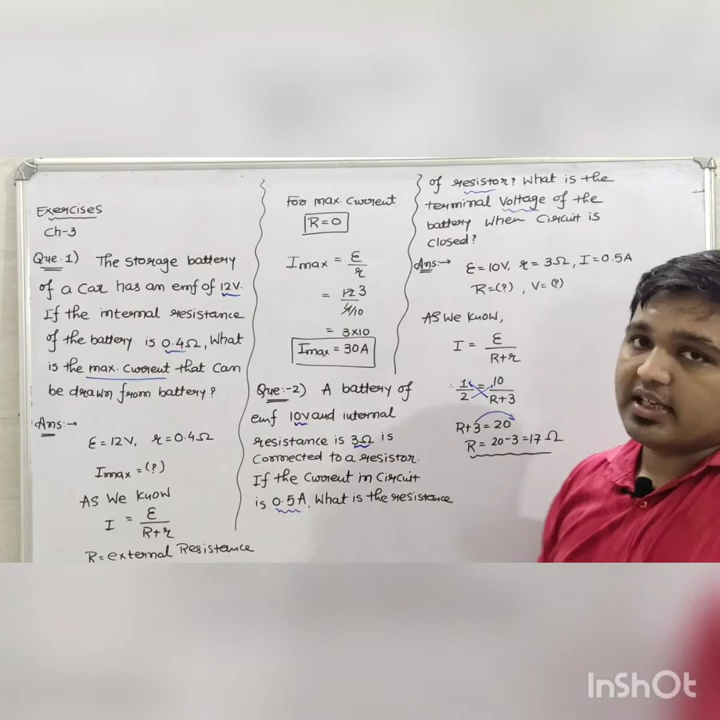 Exercises
Ch-3
Que. 1) The storage battery
of a car has an emf of 12V.
If the internal resistance
of the battery is 0.4Ω, What
is the max. current that can
be drawn from battery?
Ans:→
ε = 12V, r = 0.4Ω
Imax = (?)
As We Know
I = ε/R+r
R = external Resistance
For max. current
R = 0
Imax = ε/r
= 12 3/4/10
= 3x10
Imax = 30A
Que:-2) A battery of
emf 10V and internal
resistance is 3Ω is
connected to a resistor.
If the current in circuit
is 0.5A, What is the resistance
of resistor? What is the
terminal voltage of the
battery when circuit is
closed?
Ans:→ ε = 10V, r = 3Ω, I = 0.5A
R = (?), V = (?)
As We Know,
I = ε/R+r
∴ 1/2 = 10/R+3
R+3 = 20
R = 20-3 = 17Ω
InShOt